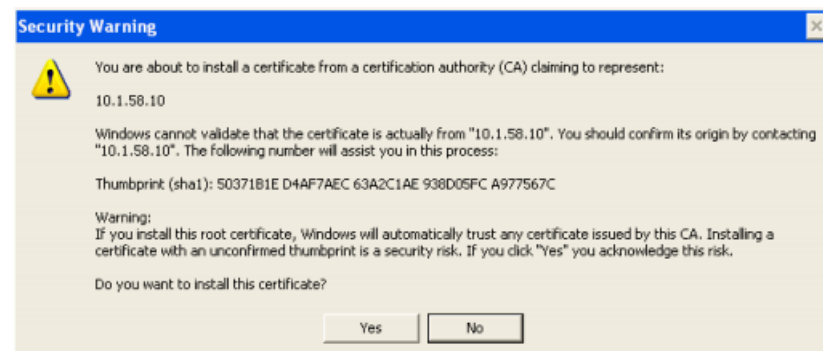 Security Warning
You are about to install a certificate from a certification authority (CA) claiming to represent:
10.1.58.10
Windows cannot validate that the certificate is actually from "10.1.58.10". You should confirm its origin by contacting
"10.1.58.10". The following number will assist you in this process:
Thumbprint (sha1): 50371B1E D4AF7AEC 63A2C1AE 938D05FC A977567C
Warning:
If you install this root certificate, Windows will automatically trust any certificate issued by this CA. Installing a
certificate with an unconfirmed thumbprint is a security risk. If you click "Yes" you acknowledge this risk.
Do you want to install this certificate?
Yes
No